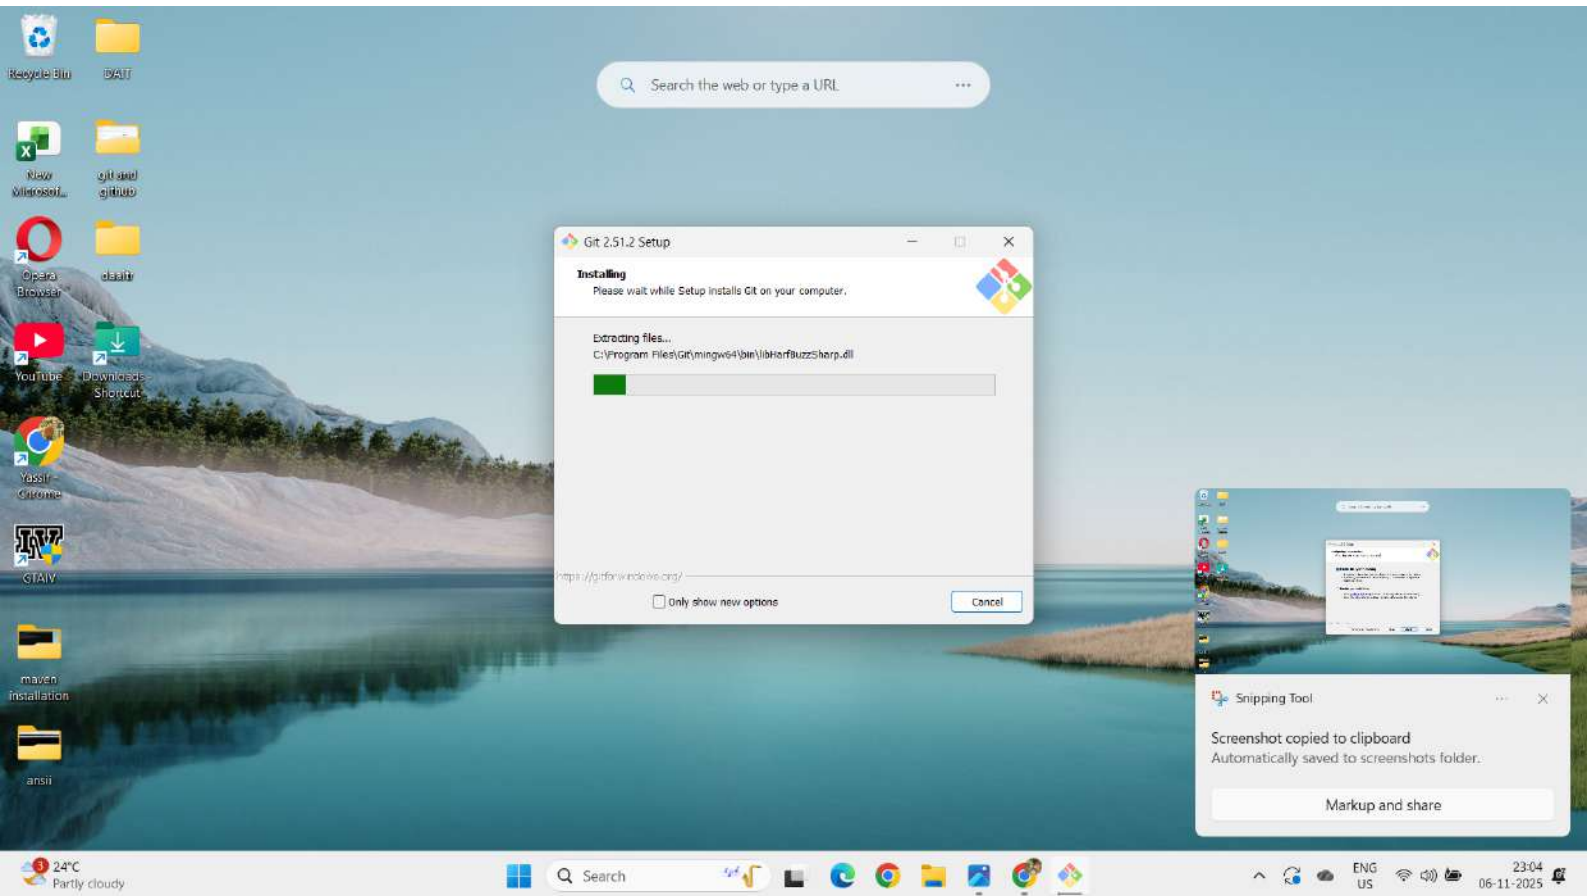 Recycle Bin
DAIT
Search the web or type a URL
New
Microsof...
git and
github
Opera
Browser
daaitr
YouTube
Downloads -
Shortcut
Yassir -
Chrome
GTAIV
maven
installation
ansii
Git 2.51.2 Setup
Installing
Please wait while Setup installs Git on your computer.
Extracting files...
C:\Program Files\Git\mingw64\bin\libHarfBuzzSharp.dll
https://gitforwindows.org/
Only show new options
Cancel
Snipping Tool
Screenshot copied to clipboard
Automatically saved to screenshots folder.
Markup and share
3
24°C
Partly cloudy
Search
ENG
US
23:04
06-11-2025